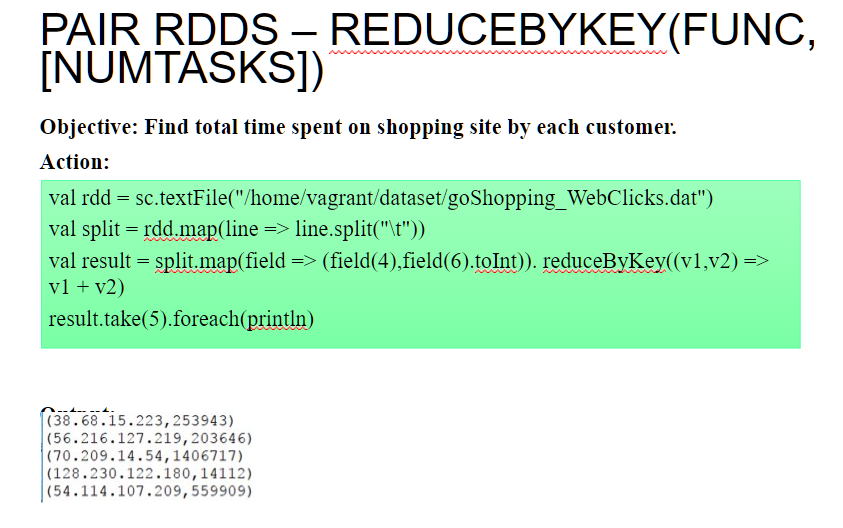 PAIR RDDS – REDUCEBYKEY(FUNC,
[NUMTASKS])
Objective: Find total time spent on shopping site by each customer.
Action:
val rdd = sc.textFile("/home/vagrant/dataset/goShopping_WebClicks.dat")
val split = rdd.map(line => line.split("\t"))
val result = split.map(field => (field(4),field(6).toInt)). reduceByKey((v1,v2) =>
v1 + v2)
result.take(5).foreach(println)
Output:
(38.68.15.223,253943)
(56.216.127.219,203646)
(70.209.14.54,1406717)
(128.230.122.180,14112)
(54.114.107.209,559909)